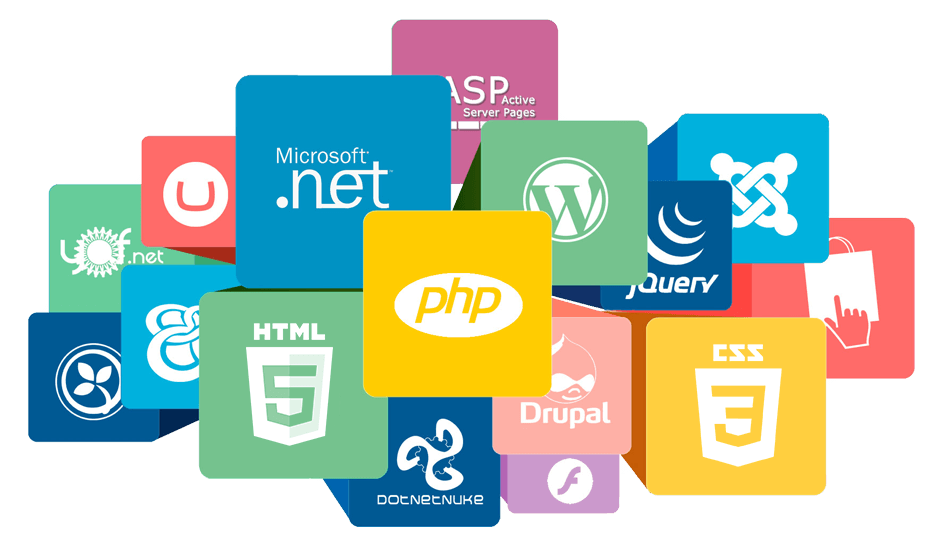 ASP Active
Server Pages
Microsoft
.net
php
jQuery
.net
HTML
5
CSS
3
Drupal
DOTNETNUKE